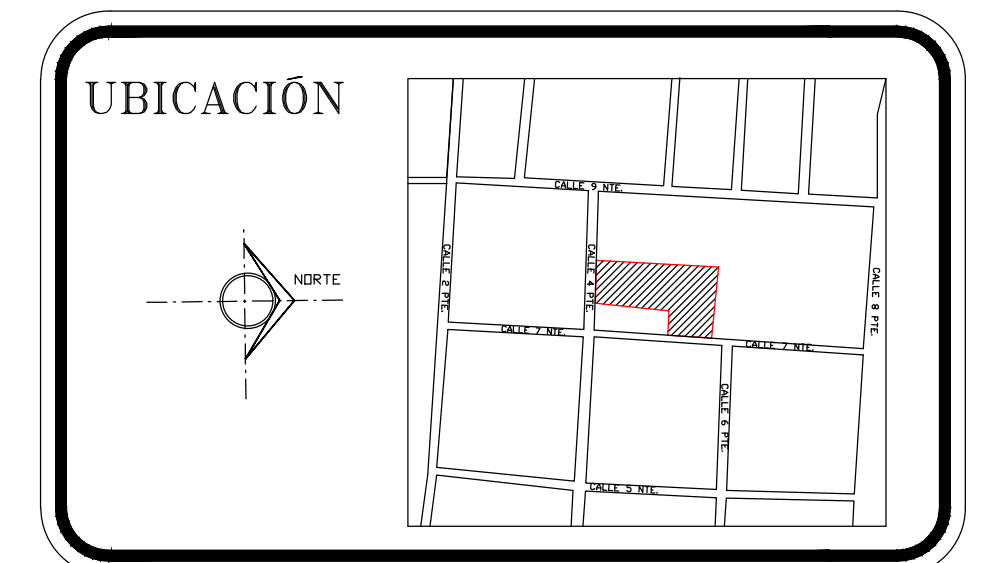 UBICACIÓN
NORTE
CALLE 9 NTE.
CALLE 2 PTE.
CALLE 4 PTE.
CALLE 8 PTE.
CALLE 7 NTE.
CALLE 7 NTE.
CALLE 6 PTE.
CALLE 5 NTE.